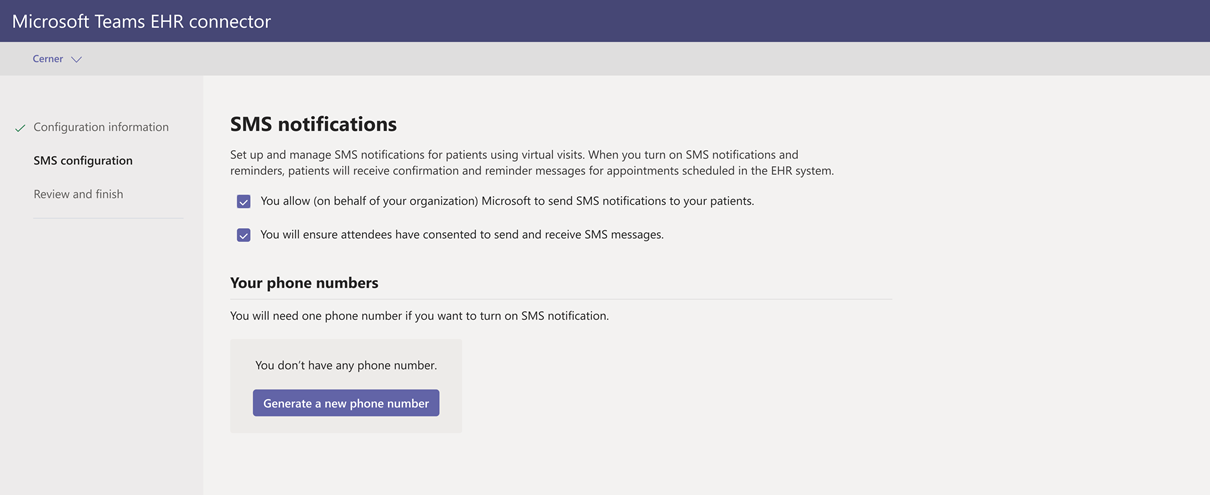 Microsoft Teams EHR connector
Cerner
Configuration information
SMS configuration
Review and finish
SMS notifications
Set up and manage SMS notifications for patients using virtual visits. When you turn on SMS notifications and
reminders, patients will receive confirmation and reminder messages for appointments scheduled in the EHR system.
You allow (on behalf of your organization) Microsoft to send SMS notifications to your patients.
You will ensure attendees have consented to send and receive SMS messages.
Your phone numbers
You will need one phone number if you want to turn on SMS notification.
You don't have any phone number.
Generate a new phone number